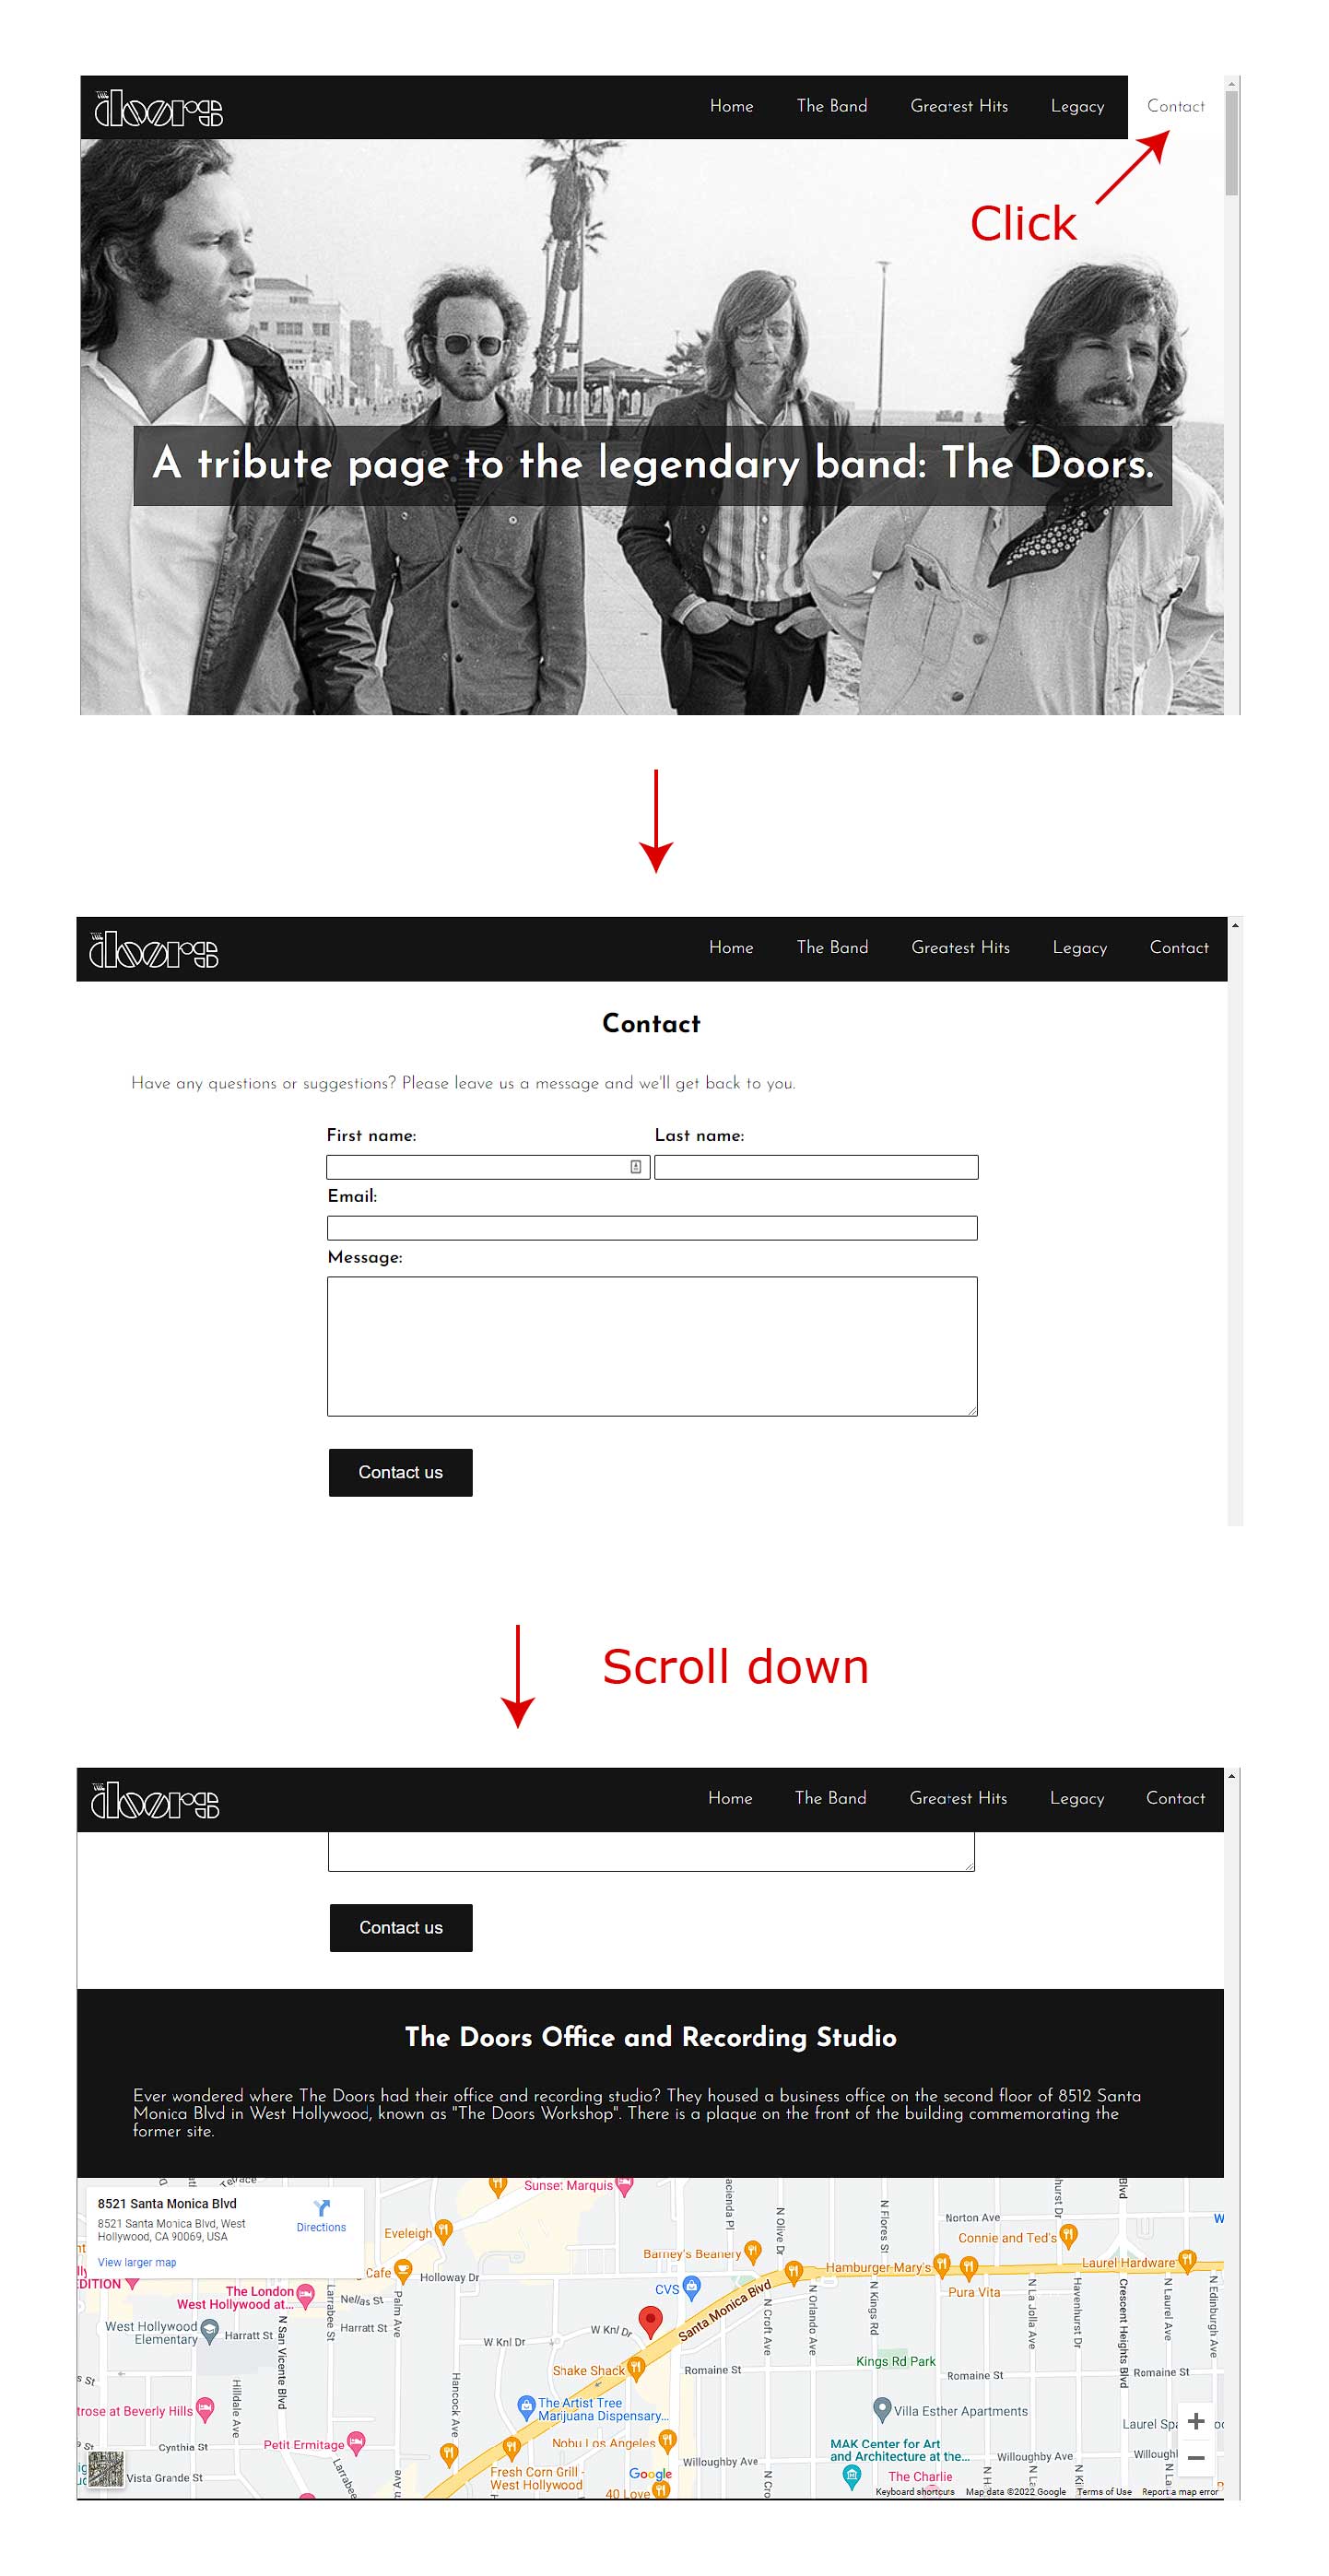 THE doors
Home The Band Greatest Hits Legacy Contact
Click
A tribute page to the legendary band: The Doors.
THE doors
Home The Band Greatest Hits Legacy Contact
Contact
Have any questions or suggestions? Please leave us a message and we'll get back to you.
First name: Last name:
Email:
Message:
Contact us
Scroll down
THE doors
Home The Band Greatest Hits Legacy Contact
Contact us
The Doors Office and Recording Studio
Ever wondered where The Doors had their office and recording studio? They housed a business office on the second floor of 8512 Santa
Monica Blvd in West Hollywood, known as "The Doors Workshop". There is a plaque on the front of the building commemorating the
former site.
8521 Santa Monica Blvd
8521 Santa Monica Blvd, West
Hollywood, CA 90069, USA
View larger map
Directions
Sunset Marquis
Eveleigh
Cafe
Holloway Dr
EDITION
The London
West Hollywood at...
West Hollywood
Elementary
Harratt St
N San Vicente Blvd
Larrabee St
Nellas St
Harratt St
Palm Ave
Barney's Beanery
CVS
Santa Monica Blvd
W Knl Dr
W Knl Dr
Shake Shack
Hancock Ave
The Artist Tree
Marijuana Dispensary...
Nobu Los Angeles
Fresh Corn Grill -
West Hollywood
40 Love
Google
Romaine St
Willoughby Ave
N Olive Dr
N Croft Ave
N Orlando Ave
N Flores St
N Kings Rd
Hamburger Mary's
Norton Ave
Connie and Ted's
Pura Vita
Laurel Hardware
N La Jolla Ave
Havenhurst Dr
Crescent Heights Blvd
N Laurel Ave
N Edinburgh Ave
Kings Rd Park
Romaine St
Romaine St
Villa Esther Apartments
MAK Center for Art
and Architecture at the...
The Charlie
Willoughby Ave
trose at Beverly Hills
Hilldale Ave
Cynthia St
Petit Ermitage
Vista Grande St
Keyboard shortcuts Map data ©2022 Google Terms of Use Report a map error